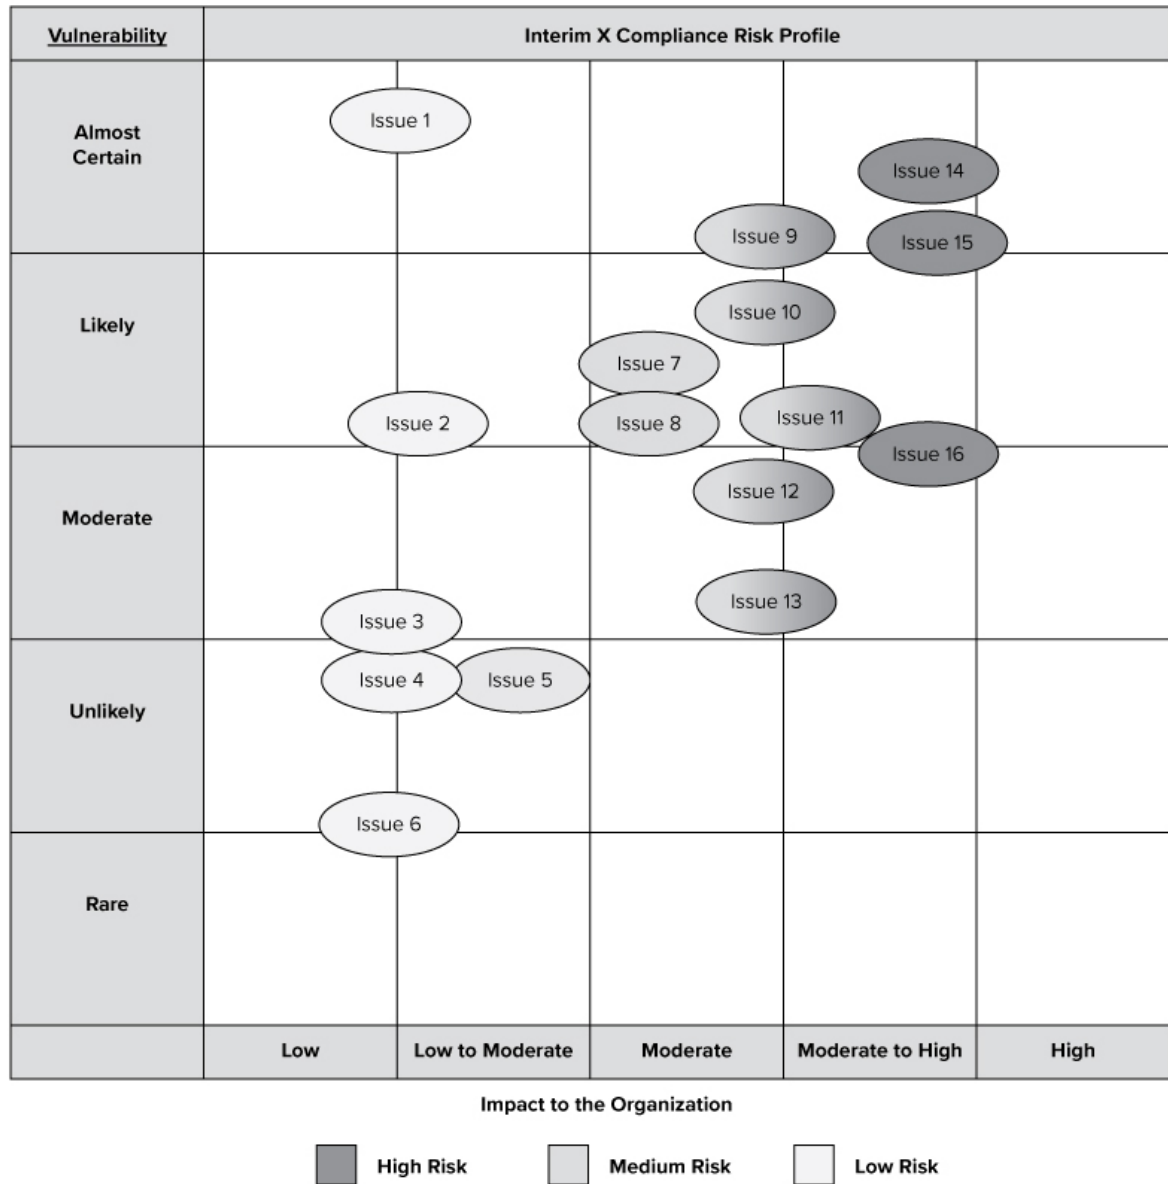 Vulnerability
Interim X Compliance Risk Profile
Almost
Certain
Issue 1
Issue 14
Issue 9
Issue 15
Likely
Issue 10
Issue 7
Issue 2
Issue 8
Issue 11
Issue 16
Moderate
Issue 12
Issue 13
Issue 3
Unlikely
Issue 4
Issue 5
Issue 6
Rare
Low
Low to Moderate
Moderate
Moderate to High
High
Impact to the Organization
High Risk
Medium Risk
Low Risk